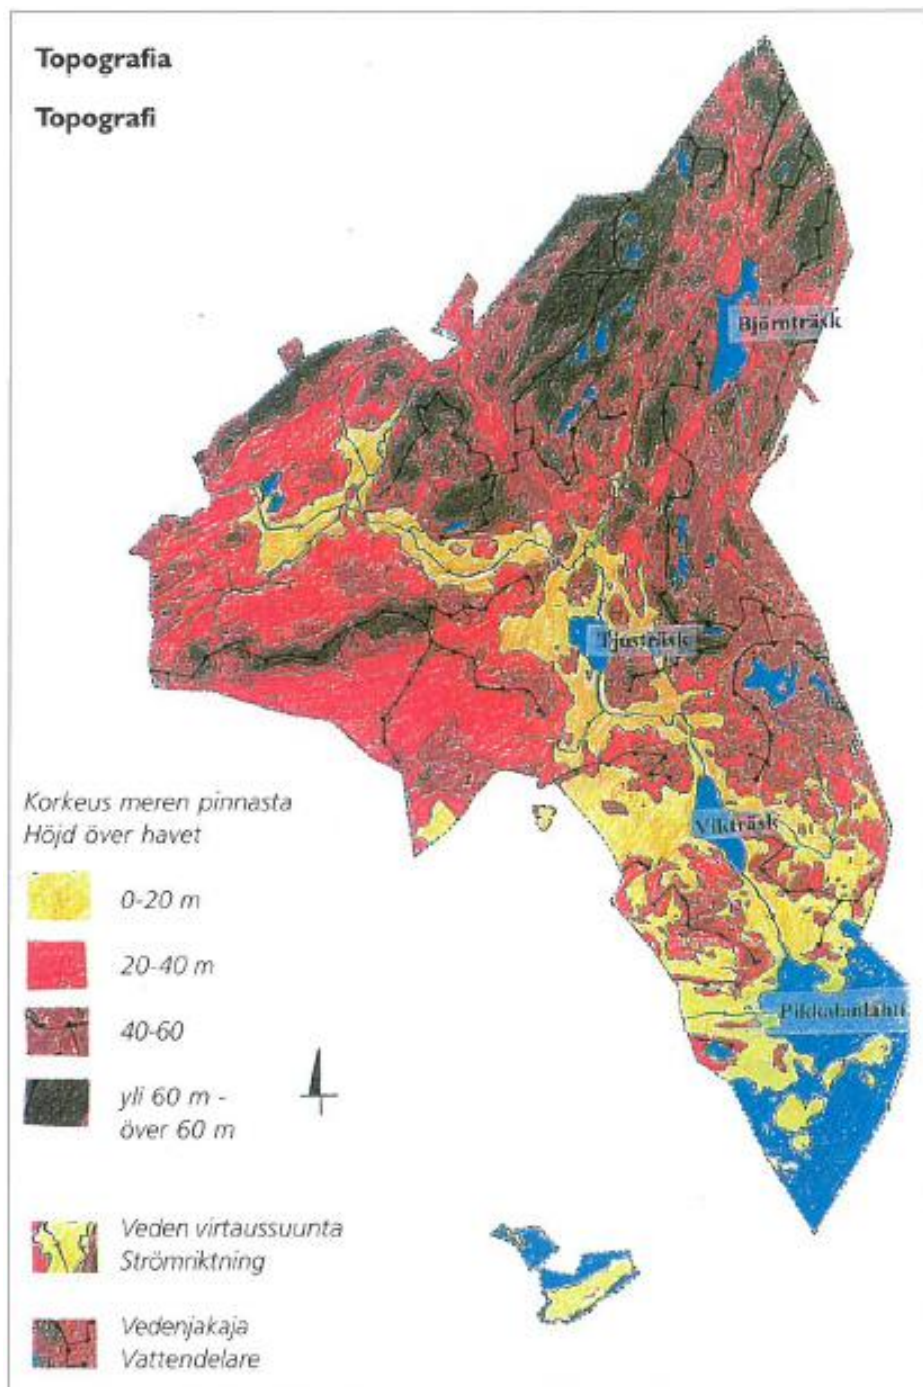 Topografia
Topografi
Björnträsk
Tjusträsk
Vikträsk
Pikkalanlahti
Korkeus meren pinnasta
Höjd över havet
0-20 m
20-40 m
40-60
yli 60 m -
över 60 m
Veden virtaussuunta
Strömriktning
Vedenjakaja
Vattendelare